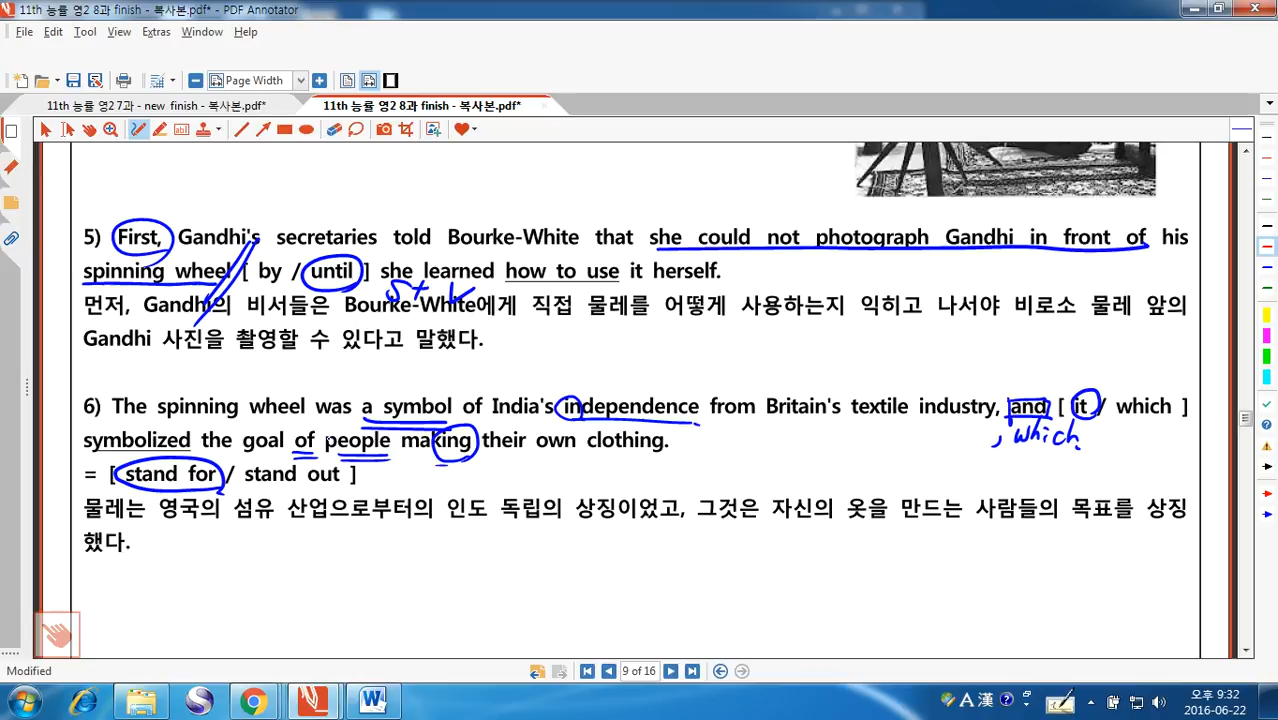 11th 능률 영2 8과 finish - 복사본.pdf* - PDF Annotator
File Edit Tool View Extras Window Help
Page Width
11th 능률 영2 7과 - new finish - 복사본.pdf* 11th 능률 영2 8과 finish - 복사본.pdf*
5) First, Gandhi's secretaries told Bourke-White that she could not photograph Gandhi in front of his
spinning wheel [ by / until ] she learned how to use it herself.
S+ V
먼저, Gandhi의 비서들은 Bourke-White에게 직접 물레를 어떻게 사용하는지 익히고 나서야 비로소 물레 앞의
Gandhi 사진을 촬영할 수 있다고 말했다.
6) The spinning wheel was a symbol of India's independence from Britain's textile industry, and [ it / which ]
, which
symbolized the goal of people making their own clothing.
= [ stand for / stand out ]
물레는 영국의 섬유 산업으로부터의 인도 독립의 상징이었고, 그것은 자신의 옷을 만드는 사람들의 목표를 상징
했다.
Modified 9 of 16
A 漢 오후 9:32
2016-06-22